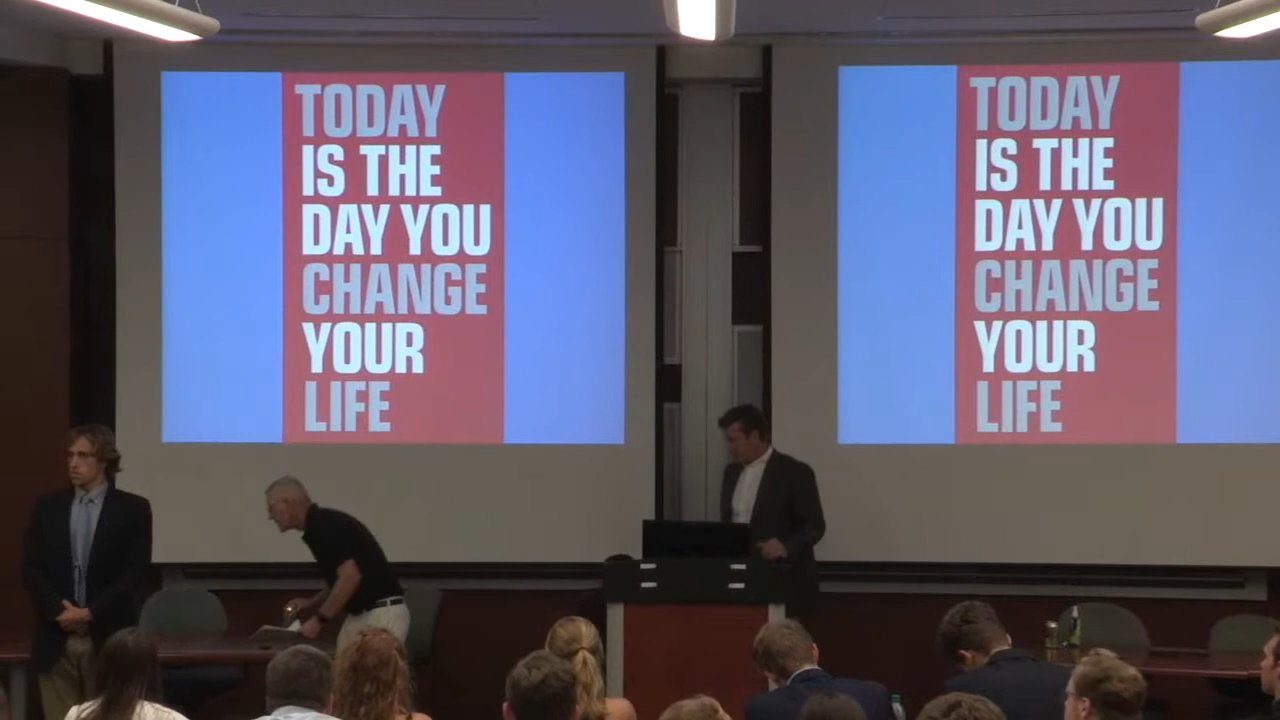 TODAY
IS THE
DAY YOU
CHANGE
YOUR
LIFE
TODAY
IS THE
DAY YOU
CHANGE
YOUR
LIFE